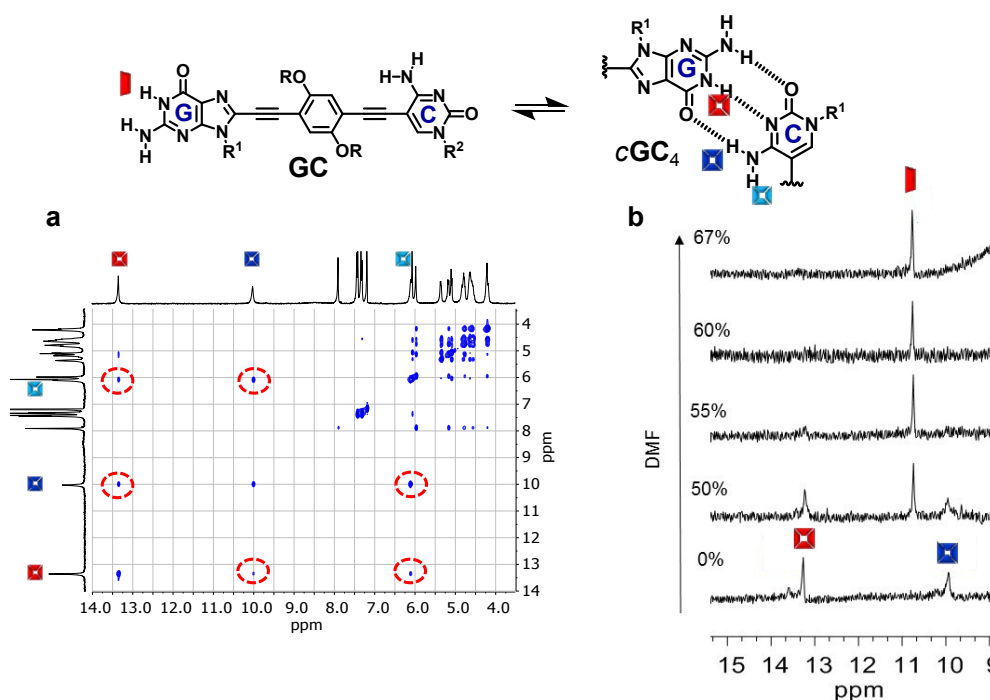 O
H
N
N
G
H
N
H
N
N
N
R1
RO
OR
GC
H
N
H
N
C
N
O
R2
R1
N
N
H
N
H
G
N
N
H
O
O
N
N
R1
C
H
N
H
cGC4
a
4
5
6
7
8
9
10
11
12
13
14
ppm
14.0 13.0 12.0 11.0 10.0 9.0 8.0 7.0 6.0 5.0 4.0
ppm
b
67%
60%
55%
50%
0%
DMF
15 14 13 12 11 10 9
ppm